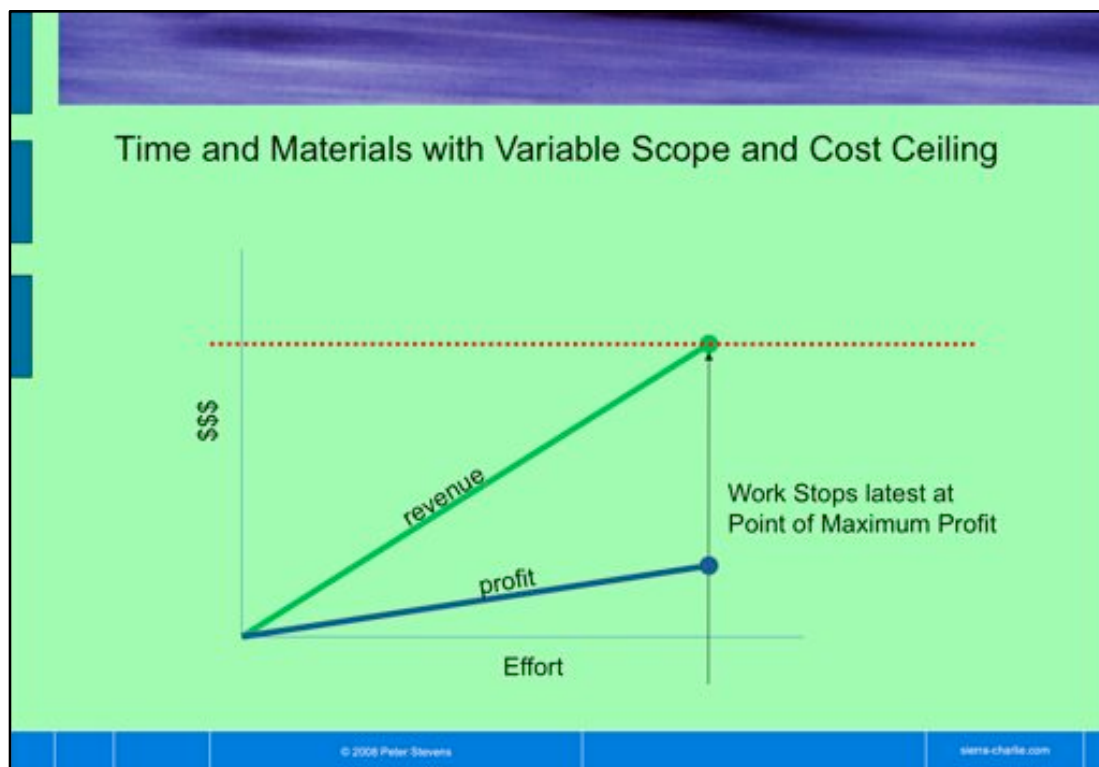 Time and Materials with Variable Scope and Cost Ceiling
$$$
revenue
profit
Work Stops latest at
Point of Maximum Profit
Effort
© 2008 Peter Stevens
sierra-charlie.com